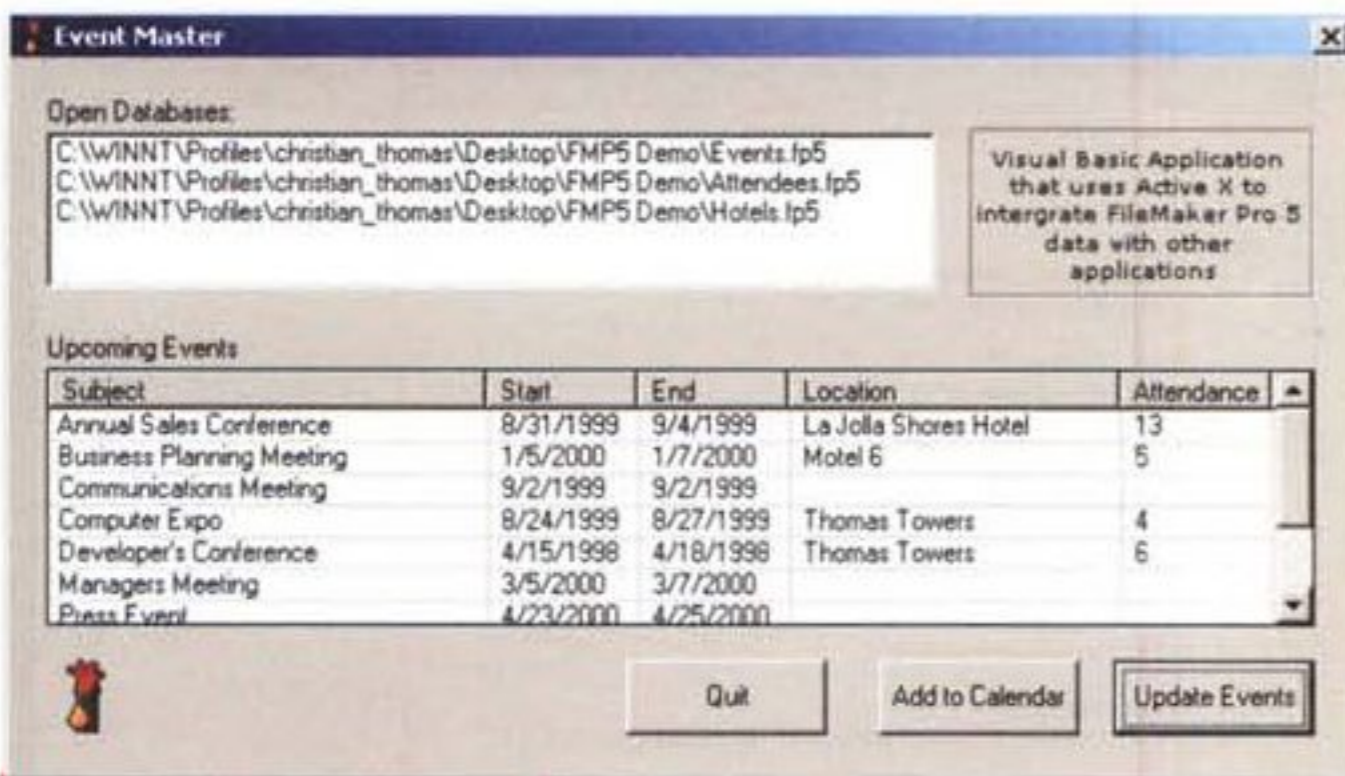 Event Master
Open Databases:
C:\WINNT\Profiles\christian_thomas\Desktop\FMP5 Demo\Events.fp5
C:\WINNT\Profiles\christian_thomas\Desktop\FMP5 Demo\Attendees.fp5
C:\WINNT\Profiles\christian_thomas\Desktop\FMP5 Demo\Hotels.fp5
Visual Basic Application
that uses Active X to
intergrate FileMaker Pro 5
data with other
applications
Upcoming Events
Subject Start End Location Attendance
Annual Sales Conference 8/31/1999 9/4/1999 La Jolla Shores Hotel 13
Business Planning Meeting 1/5/2000 1/7/2000 Motel 6 5
Communications Meeting 9/2/1999 9/2/1999
Computer Expo 8/24/1999 8/27/1999 Thomas Towers 4
Developer's Conference 4/15/1998 4/18/1998 Thomas Towers 6
Managers Meeting 3/5/2000 3/7/2000
Press Event 4/23/2000 4/25/2000
Quit
Add to Calendar
Update Events